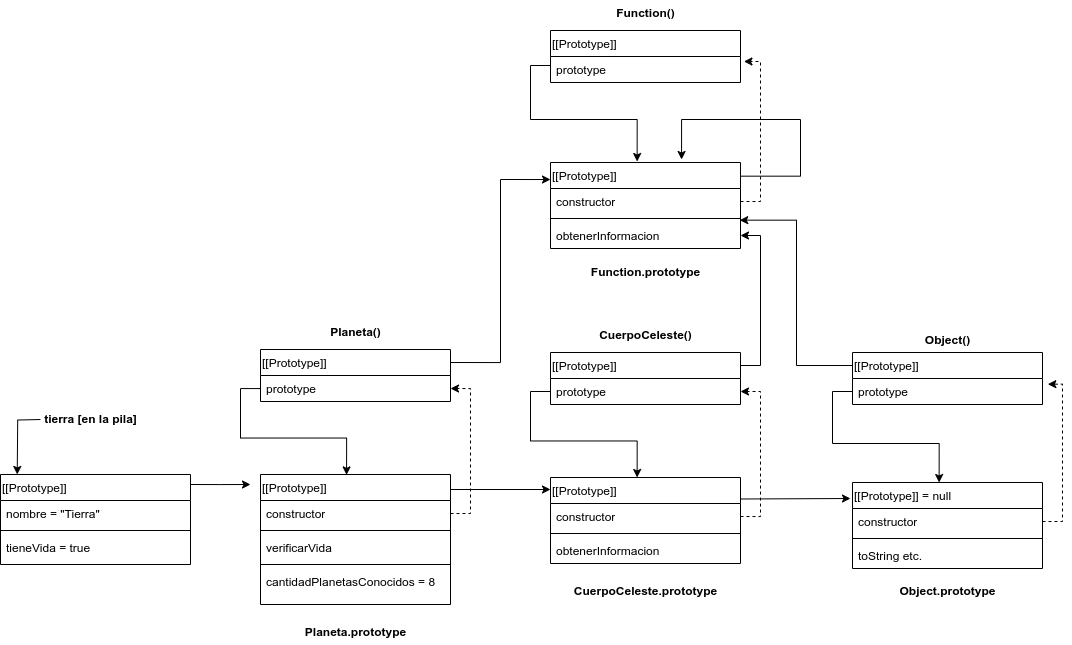 Function()
[[Prototype]]
prototype
[[Prototype]]
constructor
obtenerInformacion
Function.prototype
Planeta()
[[Prototype]]
prototype
CuerpoCeleste()
[[Prototype]]
prototype
Object()
[[Prototype]]
prototype
tierra [en la pila]
[[Prototype]]
nombre = "Tierra"
tieneVida = true
[[Prototype]]
constructor
verificarVida
cantidadPlanetasConocidos = 8
Planeta.prototype
[[Prototype]]
constructor
obtenerInformacion
CuerpoCeleste.prototype
[[Prototype]] = null
constructor
toString etc.
Object.prototype